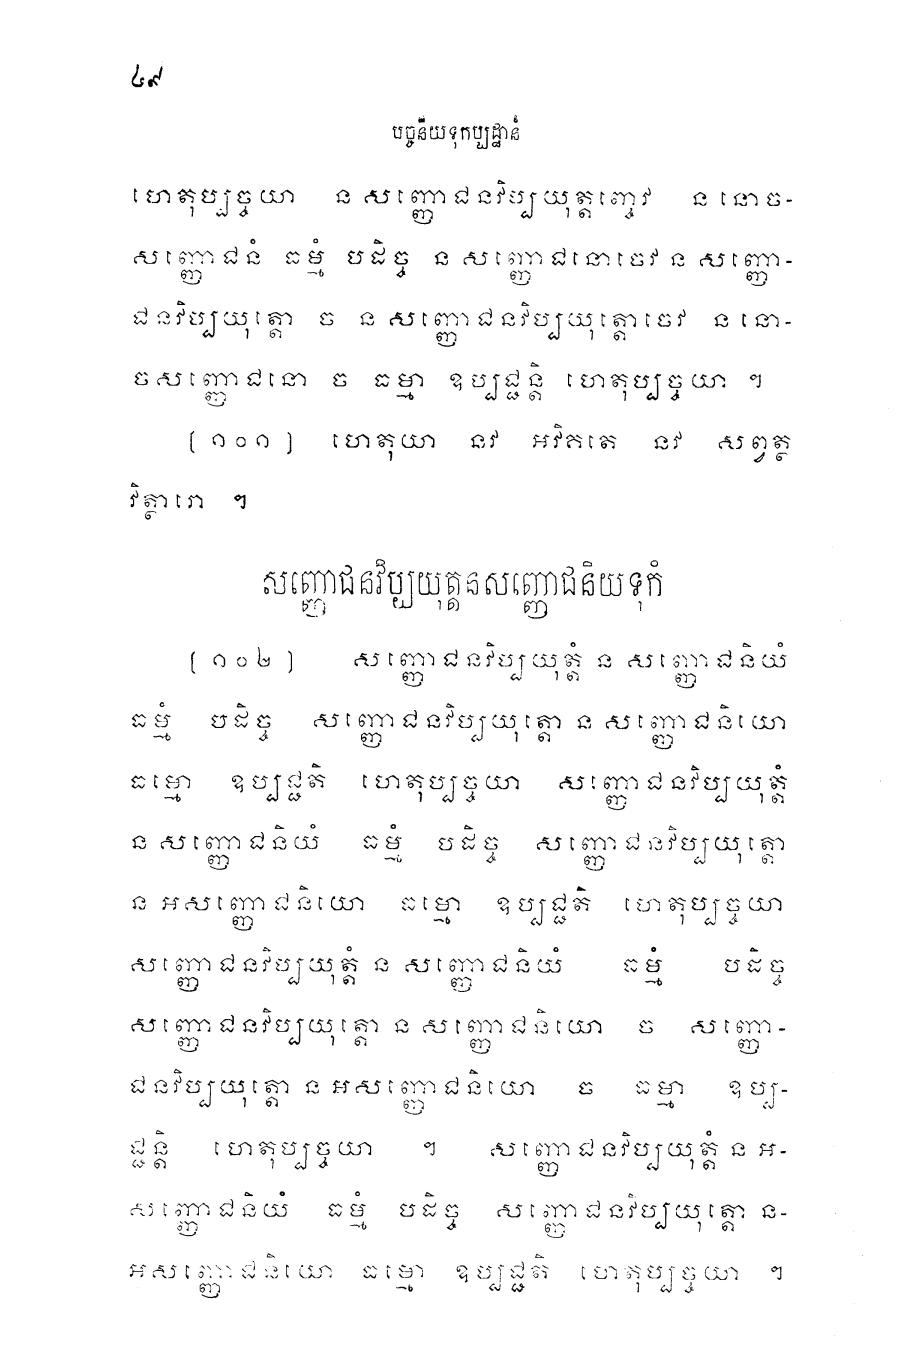 ៤៩
បច្ចនីយទុកប្បដ្ឋានំ
ហេតុប្បច្ចយា ន សញ្ញោជនវិប្បយុត្តញ្ចេវ ន នោច-
សញ្ញោជនំ ធម្មំ បដិច្ច ន សញ្ញោជនោចេវ ន សញ្ញោ-
ជនវិប្បយុត្តោ ច ន សញ្ញោជនវិប្បយុត្តោចេវ ន នោ-
ចសញ្ញោជនោ ច ធម្មា ឧប្បជ្ជន្តិ ហេតុប្បច្ចយា ។
(១០១) ហេតុយា នវ អវិគតេ នវ សព្វត្ថ
វិត្ថារោ ។
សញ្ញោជនវិប្បយុត្តនសញ្ញោជនិយទុកំ
(១០២) សញ្ញោជនវិប្បយុត្តំ ន សញ្ញោជនិយំ
ធម្មំ បដិច្ច សញ្ញោជនវិប្បយុត្តោ ន សញ្ញោជនិយោ
ធម្មោ ឧប្បជ្ជតិ ហេតុប្បច្ចយា សញ្ញោជនវិប្បយុត្តំ
ន សញ្ញោជនិយំ ធម្មំ បដិច្ច សញ្ញោជនវិប្បយុត្តោ
ន អសញ្ញោជនិយោ ធម្មោ ឧប្បជ្ជតិ ហេតុប្បច្ចយា
សញ្ញោជនវិប្បយុត្តំ ន សញ្ញោជនិយំ ធម្មំ បដិច្ច
សញ្ញោជនវិប្បយុត្តោ ន សញ្ញោជនិយោ ច សញ្ញោ-
ជនវិប្បយុត្តោ ន អសញ្ញោជនិយោ ច ធម្មា ឧប្ប-
ជ្ជន្តិ ហេតុប្បច្ចយា ។ សញ្ញោជនវិប្បយុត្តំ ន អ-
សញ្ញោជនិយំ ធម្មំ បដិច្ច សញ្ញោជនវិប្បយុត្តោ ន-
អសញ្ញោជនិយោ ធម្មោ ឧប្បជ្ជតិ ហេតុប្បច្ចយា ។